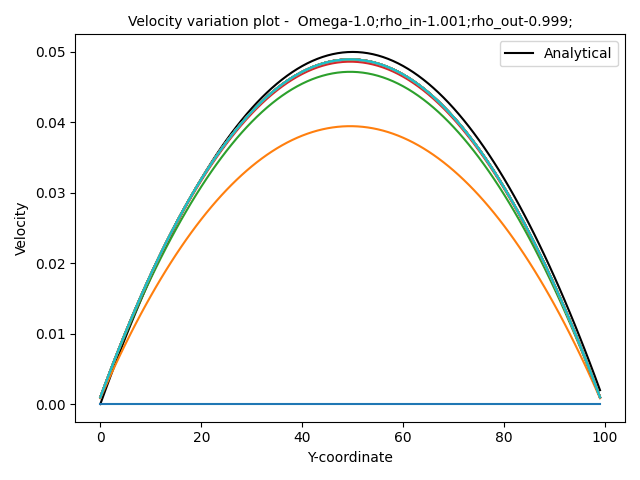 Velocity variation plot -  Omega-1.0;rho_in-1.001;rho_out-0.999;
Analytical
0.05
0.04
0.03
0.02
0.01
0.00
Velocity
0 20 40 60 80 100
Y-coordinate